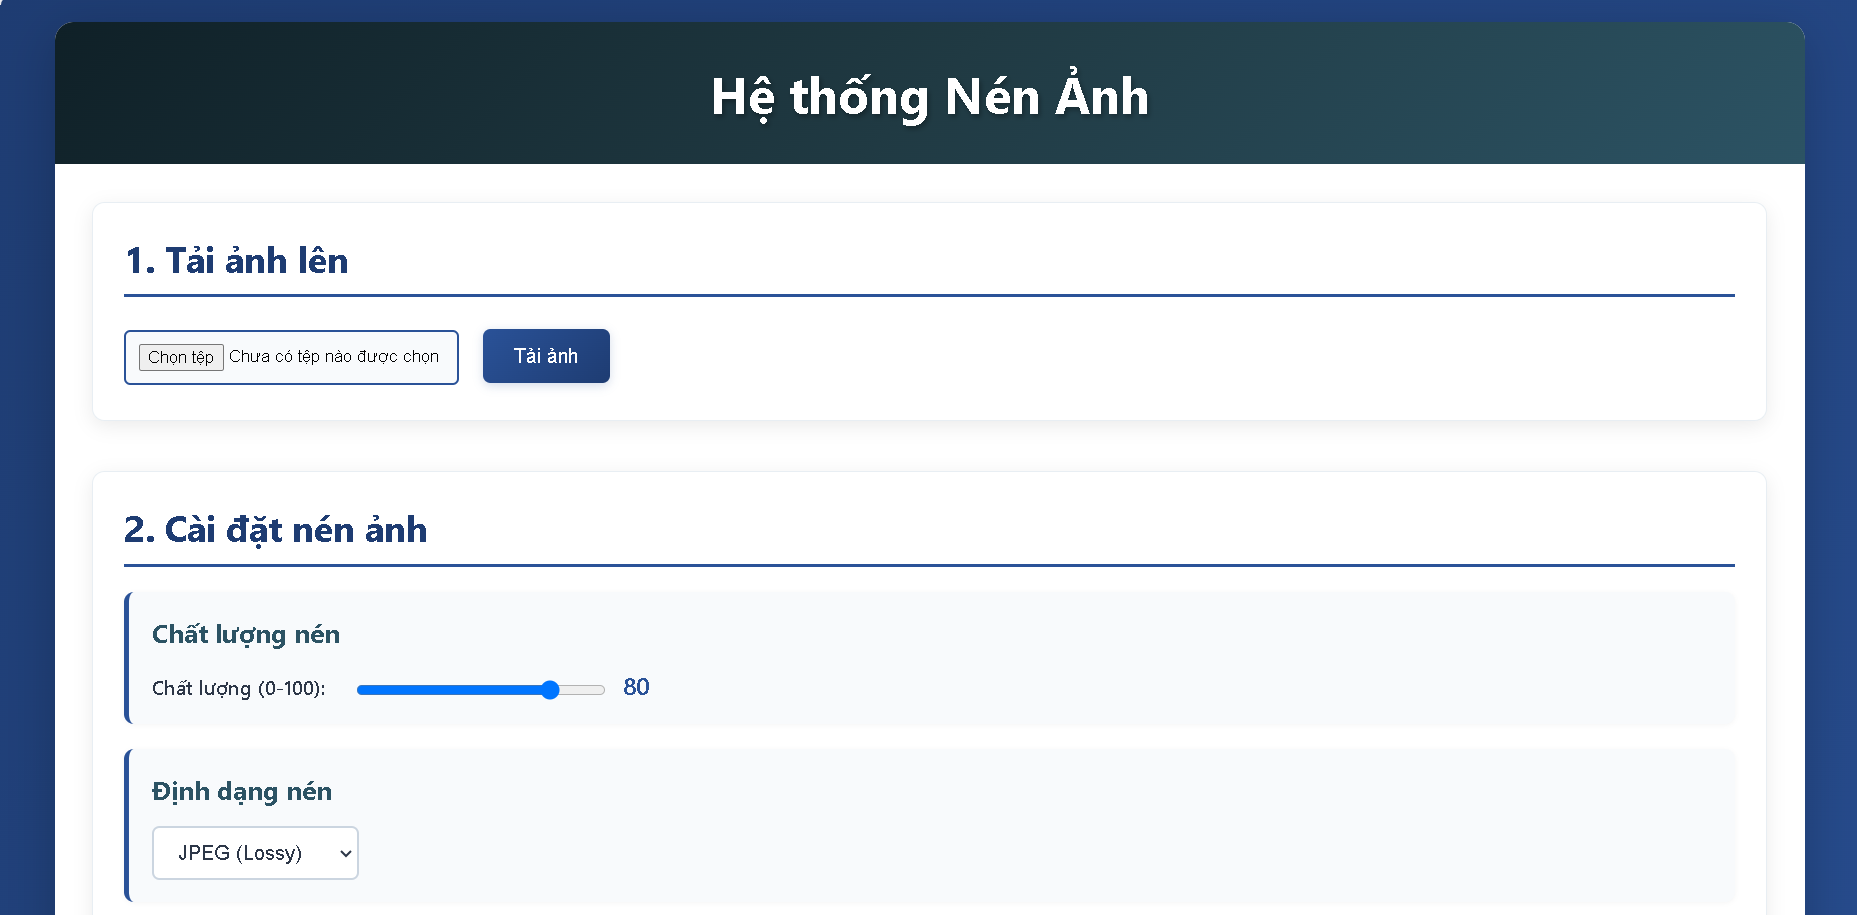 Hệ thống Nén Ảnh
1. Tải ảnh lên
Chọn tệp Chưa có tệp nào được chọn
Tải ảnh
2. Cài đặt nén ảnh
Chất lượng nén
Chất lượng (0-100): 80
Định dạng nén
JPEG (Lossy)